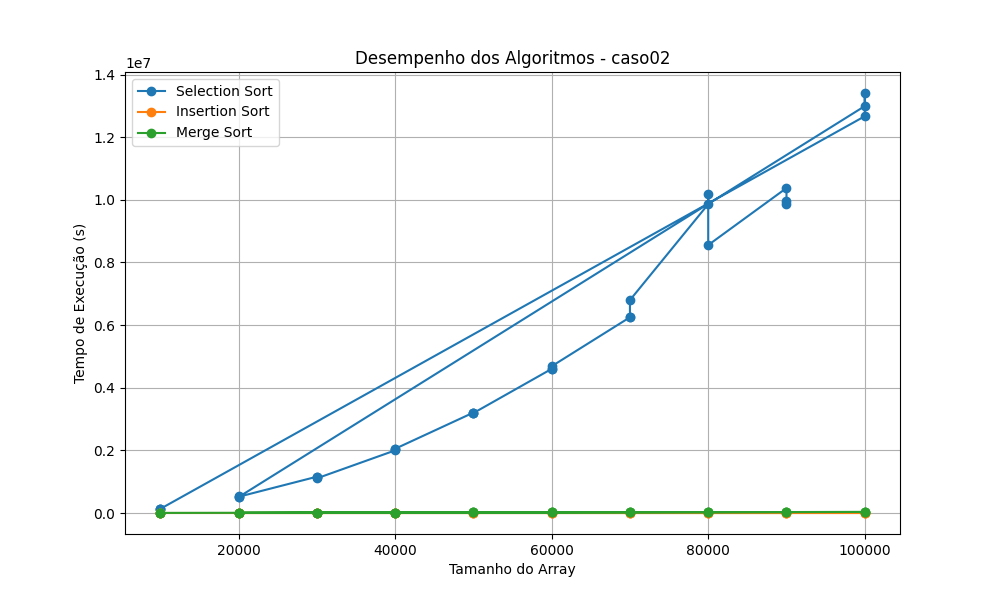 Desempenho dos Algoritmos - caso02
1e7
1.4
1.2
1.0
0.8
0.6
0.4
0.2
0.0
Tempo de Execução (s)
Selection Sort
Insertion Sort
Merge Sort
20000 40000 60000 80000 100000
Tamanho do Array